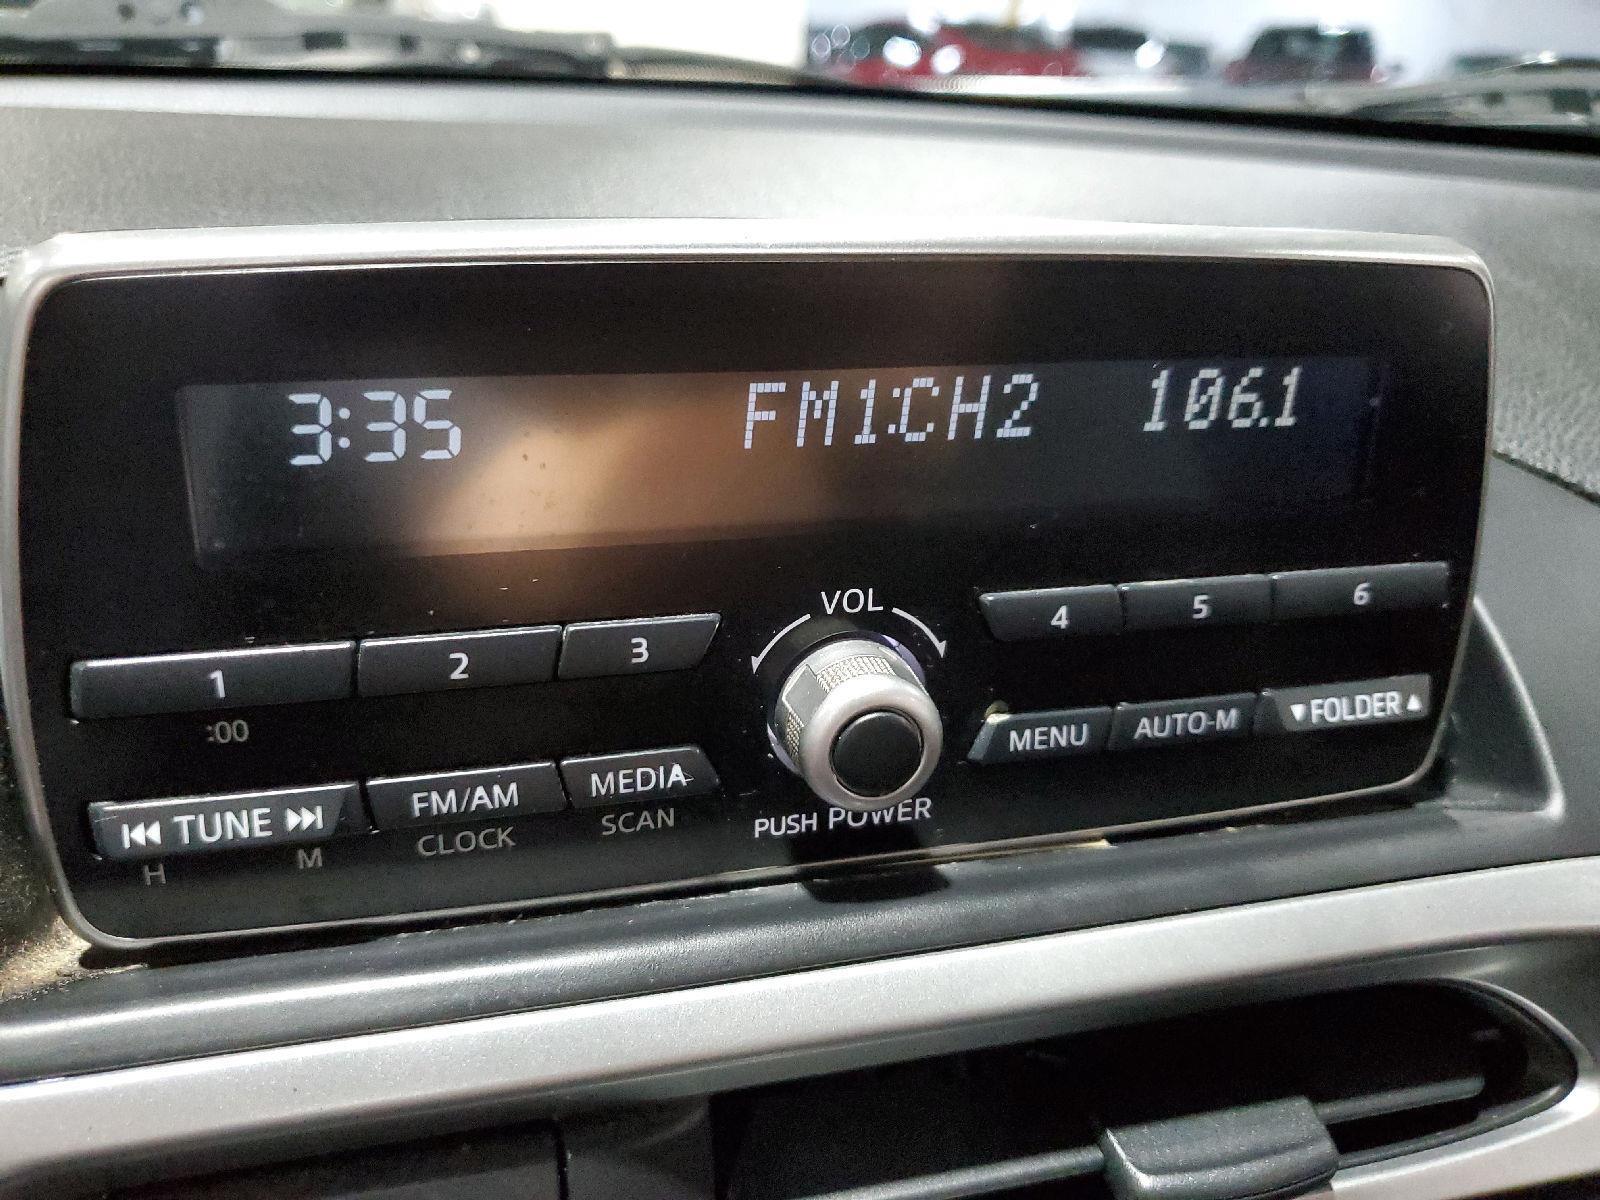 3:35 FM1:CH2 106.1
VOL
1 2 3 4 5 6
:00
MENU AUTO-M ▼FOLDER▲
⏮ TUNE ⏭ FM/AM MEDIA
H M CLOCK SCAN
PUSH POWER